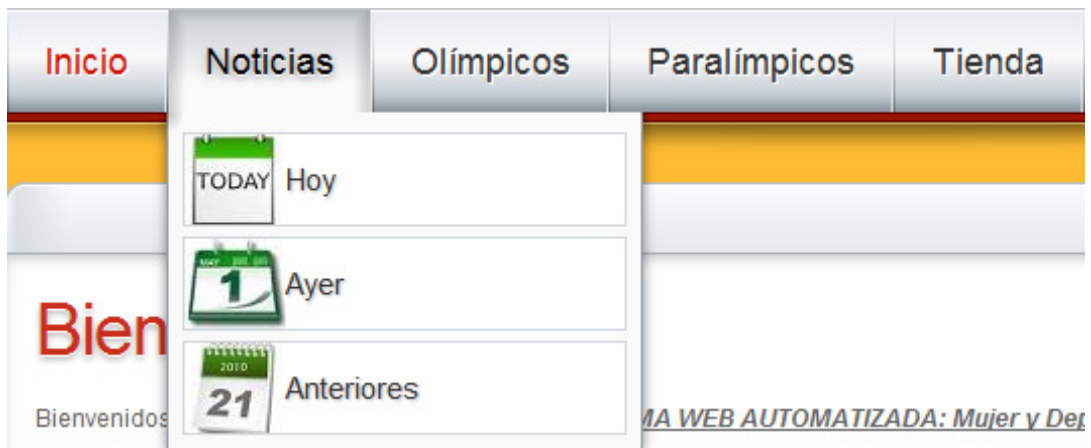 Inicio Noticias Olímpicos Paralímpicos Tienda
TODAY Hoy
MAY
1 Ayer
2010
21 Anteriores
Bien
Bienvenidos MA WEB AUTOMATIZADA: Mujer y Dep